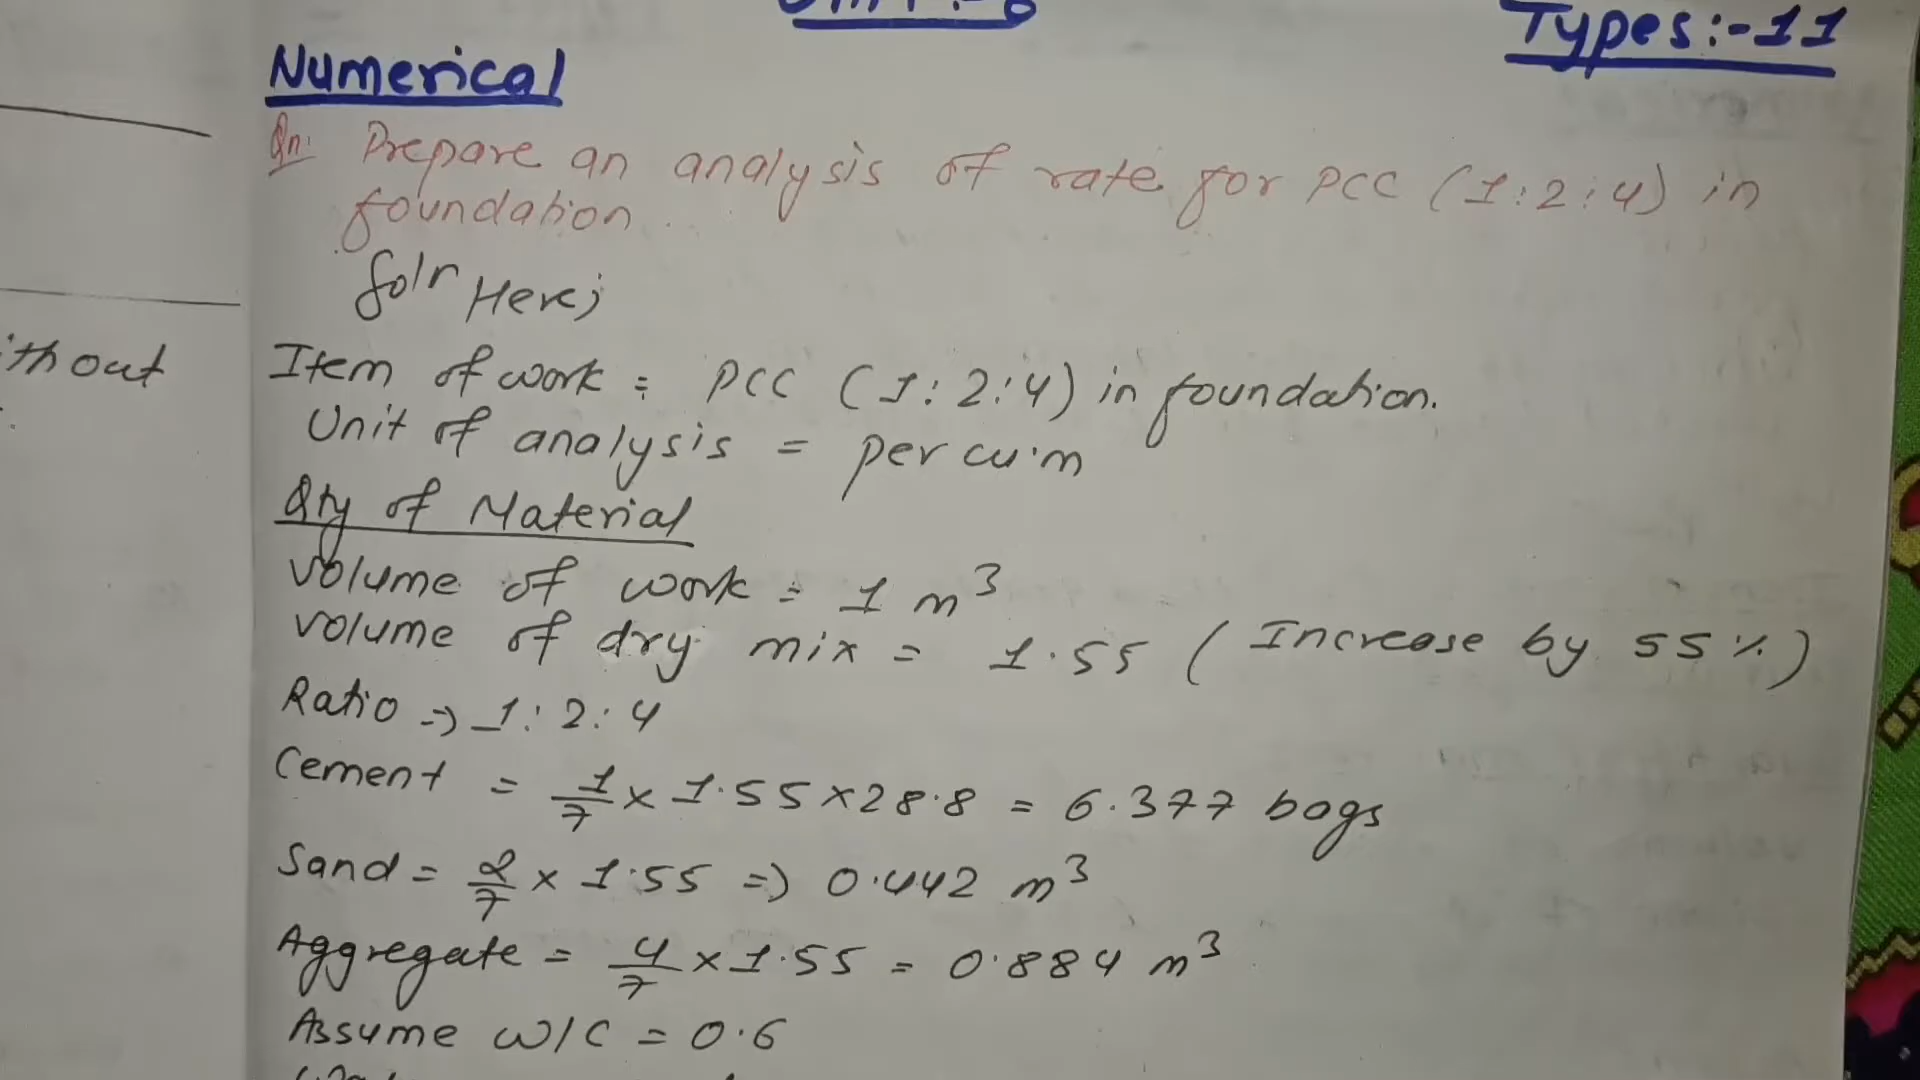 Types:-11
Numerical
Qn: Prepare an analysis of rate for PCC (1:2:4) in
foundation.
Soln Here;
Item of work = PCC (1:2:4) in foundation.
ithout
Unit of analysis = per cu.m
Qty of Material
Volume of work = 1 m³
Volume of dry mix = 1.55 (Increase by 55%)
Ratio => 1:2:4
Cement = 1/7 × 1.55 × 28.8 = 6.377 bags
Sand = 2/7 × 1.55 => 0.442 m³
Aggregate = 4/7 × 1.55 = 0.884 m³
Assume W/C = 0.6